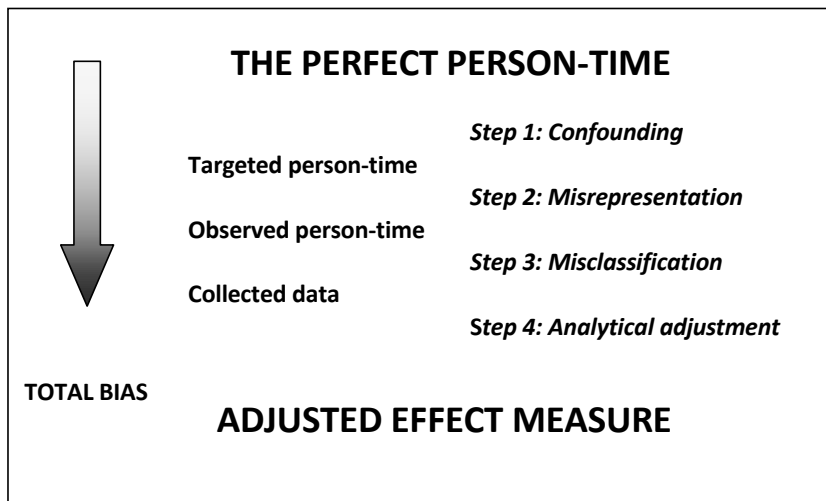 THE PERFECT PERSON-TIME
Step 1: Confounding
Targeted person-time
Step 2: Misrepresentation
Observed person-time
Step 3: Misclassification
Collected data
Step 4: Analytical adjustment
TOTAL BIAS
ADJUSTED EFFECT MEASURE